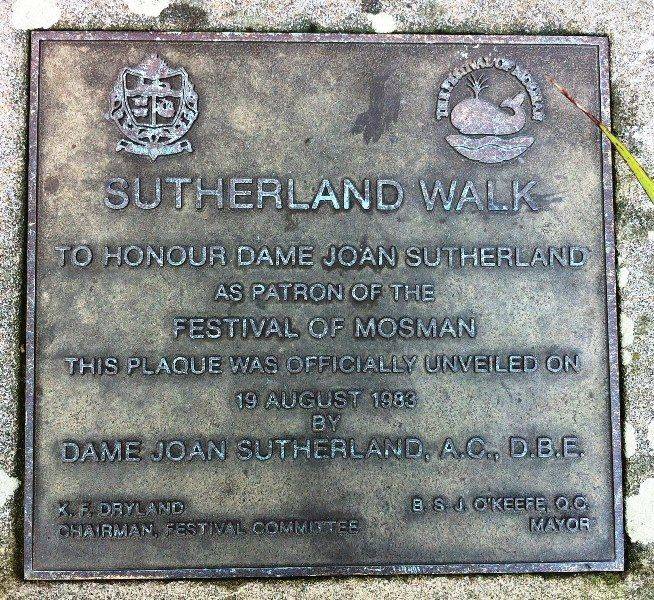 THE FESTIVAL OF MOSMAN
SUTHERLAND WALK
TO HONOUR DAME JOAN SUTHERLAND
AS PATRON OF THE
FESTIVAL OF MOSMAN
THIS PLAQUE WAS OFFICIALLY UNVEILED ON
19 AUGUST 1983
BY
DAME JOAN SUTHERLAND, A.C., D.B.E.
K. F. DRYLAND
CHAIRMAN, FESTIVAL COMMITTEE
B. S. J. O'KEEFE, Q.C.
MAYOR